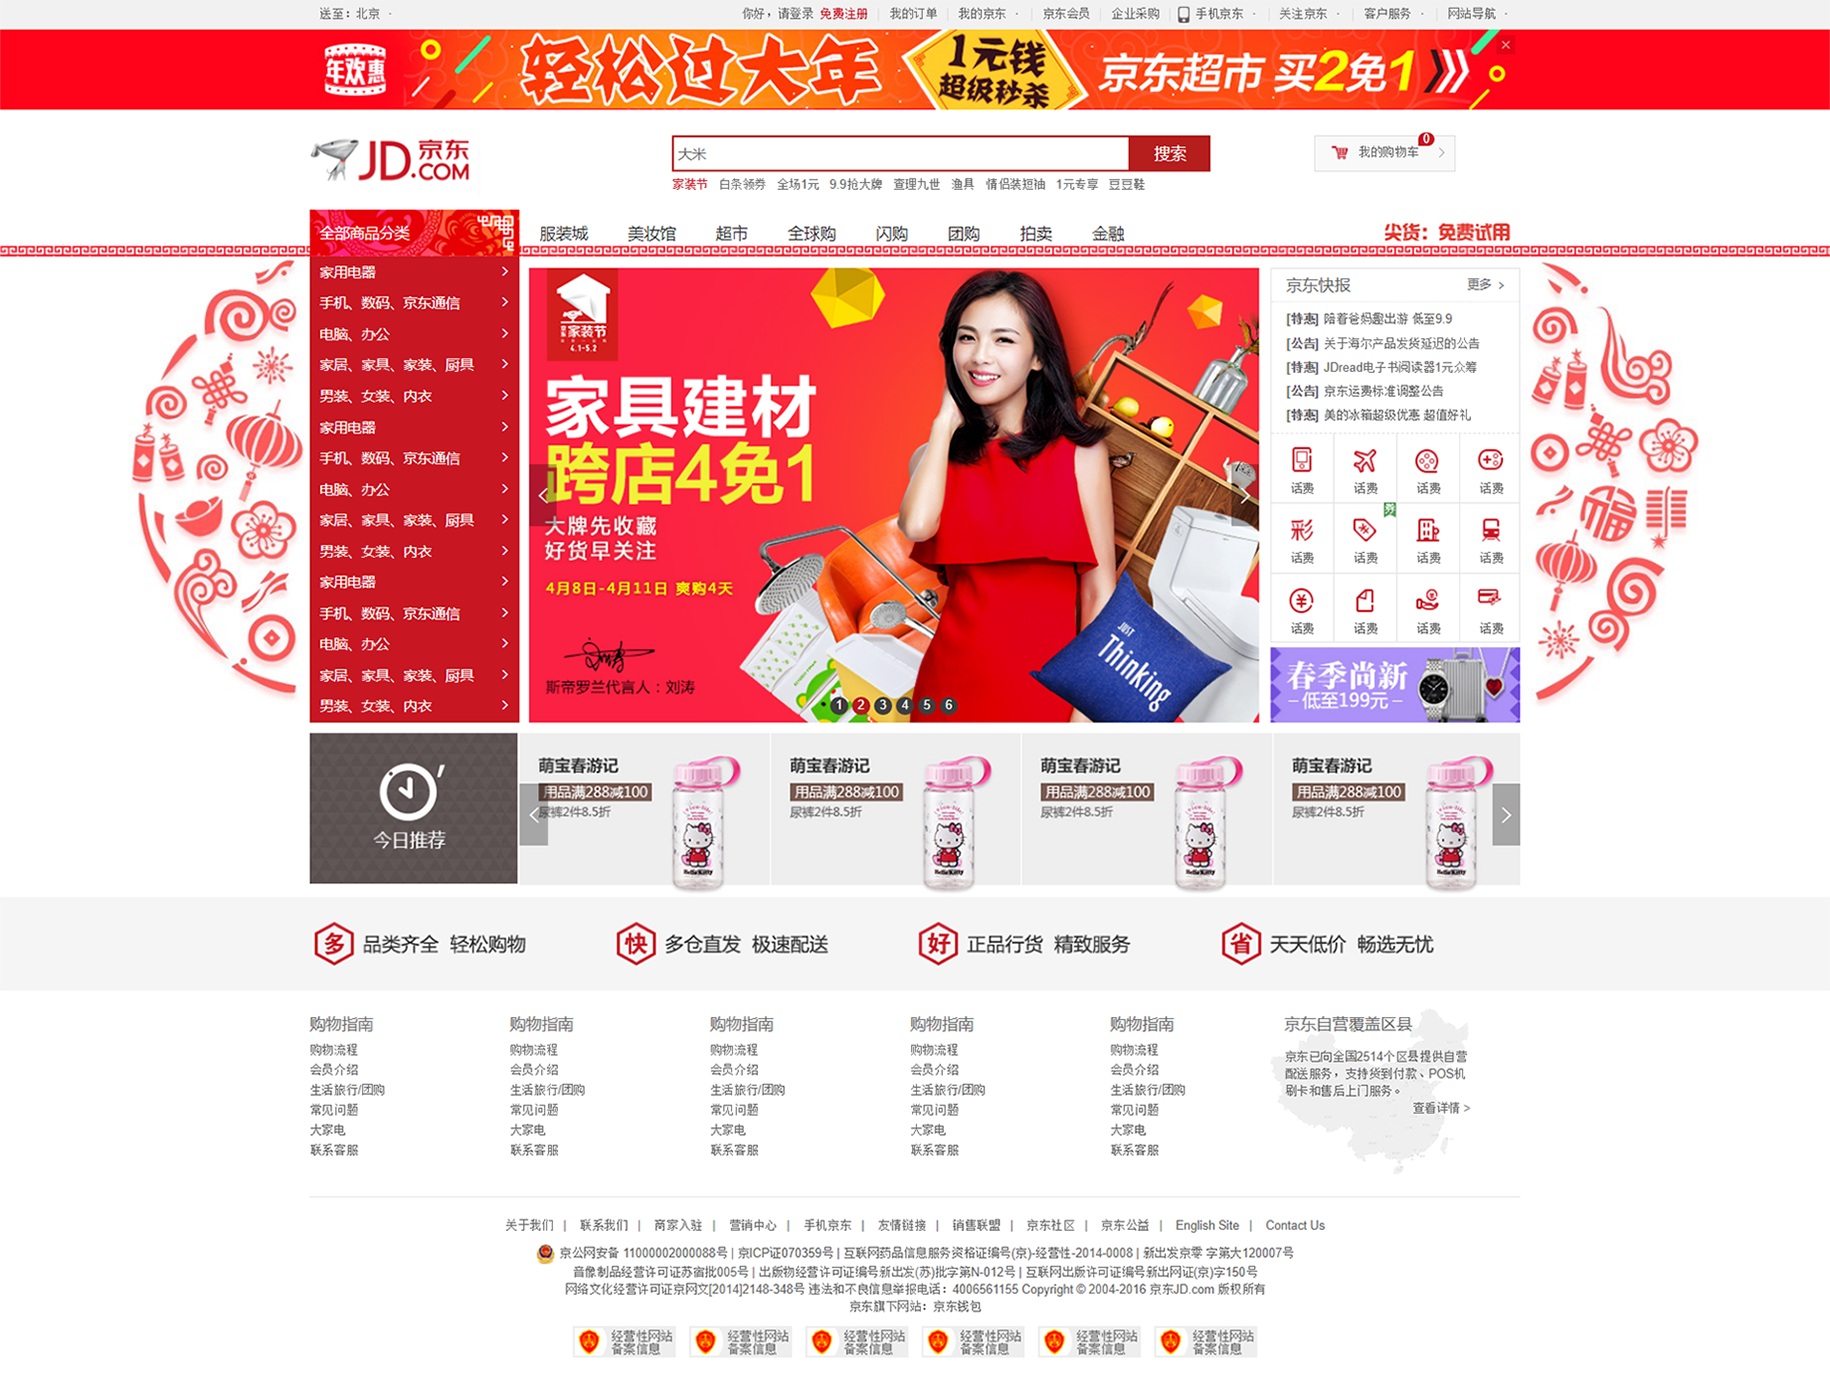 送至：北京
你好，请登录 免费注册 我的订单 我的京东 京东会员 企业采购 手机京东 关注京东 客户服务 网站导航
年欢惠 轻松过大年 1元钱 超级秒杀 京东超市 买2免1
JD.COM 京东
大米 搜索
我的购物车 0
家装节 白条领券 全场1元 9.9抢大牌 查理九世 渔具 情侣装短袖 1元专享 豆豆鞋
全部商品分类 服装城 美妆馆 超市 全球购 闪购 团购 拍卖 金融 尖货：免费试用
家用电器
手机、数码、京东通信
电脑、办公
家居、家具、家装、厨具
男装、女装、内衣
家用电器
手机、数码、京东通信
电脑、办公
家居、家具、家装、厨具
男装、女装、内衣
家用电器
手机、数码、京东通信
电脑、办公
家居、家具、家装、厨具
男装、女装、内衣
家装节
4.1-5.2
家具建材
跨店4免1
大牌先收藏
好货早关注
4月8日-4月11日 爽购4天
斯帝罗兰代言人：刘涛
JUST
Thinking
1 2 3 4 5 6
京东快报 更多 >
[特惠] 陪着爸妈趣出游 低至9.9
[公告] 关于海尔产品发货延迟的公告
[特惠] JDread电子书阅读器1元众筹
[公告] 京东运费标准调整公告
[特惠] 美的冰箱超级优惠 超值好礼
话费 话费 话费 话费
彩 券
话费 话费 话费 话费
话费 话费 话费 话费
春季尚新
低至199元
福
今日推荐
萌宝春游记
用品满288减100
尿裤2件8.5折
Hello Kitty
萌宝春游记
用品满288减100
尿裤2件8.5折
Hello Kitty
萌宝春游记
用品满288减100
尿裤2件8.5折
Hello Kitty
萌宝春游记
用品满288减100
尿裤2件8.5折
Hello Kitty
多 品类齐全 轻松购物 快 多仓直发 极速配送 好 正品行货 精致服务 省 天天低价 畅选无忧
购物指南
购物流程
会员介绍
生活旅行/团购
常见问题
大家电
联系客服
购物指南
购物流程
会员介绍
生活旅行/团购
常见问题
大家电
联系客服
购物指南
购物流程
会员介绍
生活旅行/团购
常见问题
大家电
联系客服
购物指南
购物流程
会员介绍
生活旅行/团购
常见问题
大家电
联系客服
购物指南
购物流程
会员介绍
生活旅行/团购
常见问题
大家电
联系客服
京东自营覆盖区县
京东已向全国2514个区县提供自营
配送服务，支持货到付款、POS机
刷卡和售后上门服务。
查看详情 >
关于我们 | 联系我们 | 商家入驻 | 营销中心 | 手机京东 | 友情链接 | 销售联盟 | 京东社区 | 京东公益 | English Site | Contact Us
京公网安备 11000002000088号 | 京ICP证070359号 | 互联网药品信息服务资格证编号(京)-经营性-2014-0008 | 新出发京零 字第大120007号
音像制品经营许可证苏宿批005号 | 出版物经营许可证编号新出发(苏)批字第N-012号 | 互联网出版许可证编号新出网证(京)字150号
网络文化经营许可证京网文[2014]2148-348号 违法和不良信息举报电话：4006561155 Copyright © 2004-2016 京东JD.com 版权所有
京东旗下网站：京东钱包
经营性网站
备案信息
经营性网站
备案信息
经营性网站
备案信息
经营性网站
备案信息
经营性网站
备案信息
经营性网站
备案信息